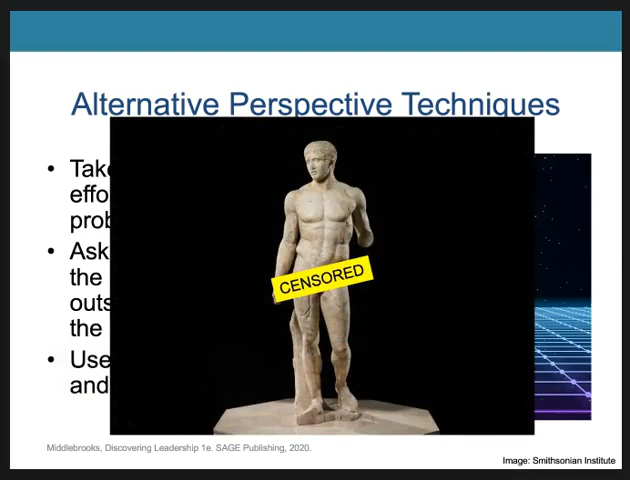 Alternative Perspective Techniques
• Take
effo
prob
• Ask
the
outs
the
• Use
and
CENSORED
Middlebrooks, Discovering Leadership 1e. SAGE Publishing, 2020.
Image: Smithsonian Institute